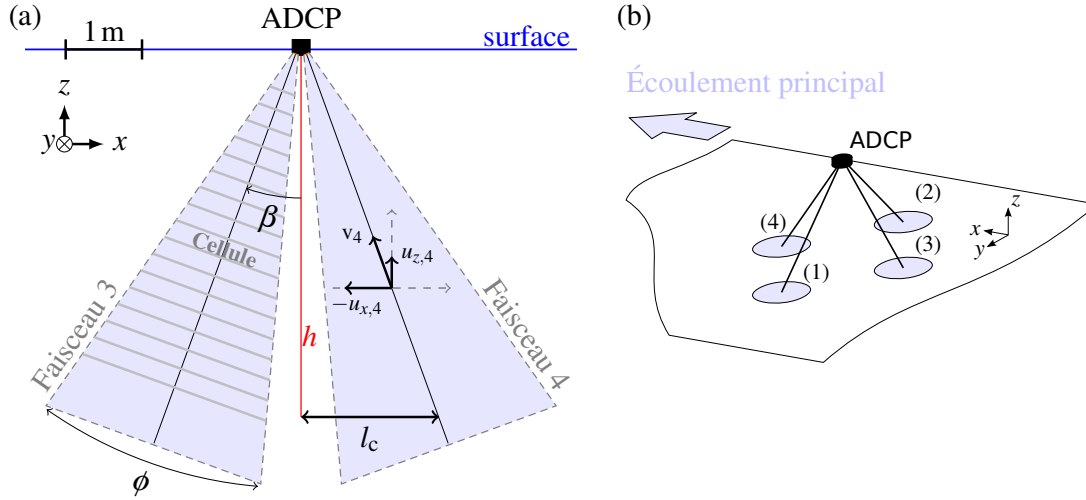 (a)
ADCP
1 m
surface
z
y
x
β
Cellule
v4
u_{z,4}
−u_{x,4}
Faisceau 3
Faisceau 4
h
l_c
ϕ
(b)
Écoulement principal
ADCP
(2)
(4)
(3)
(1)
z
x
y